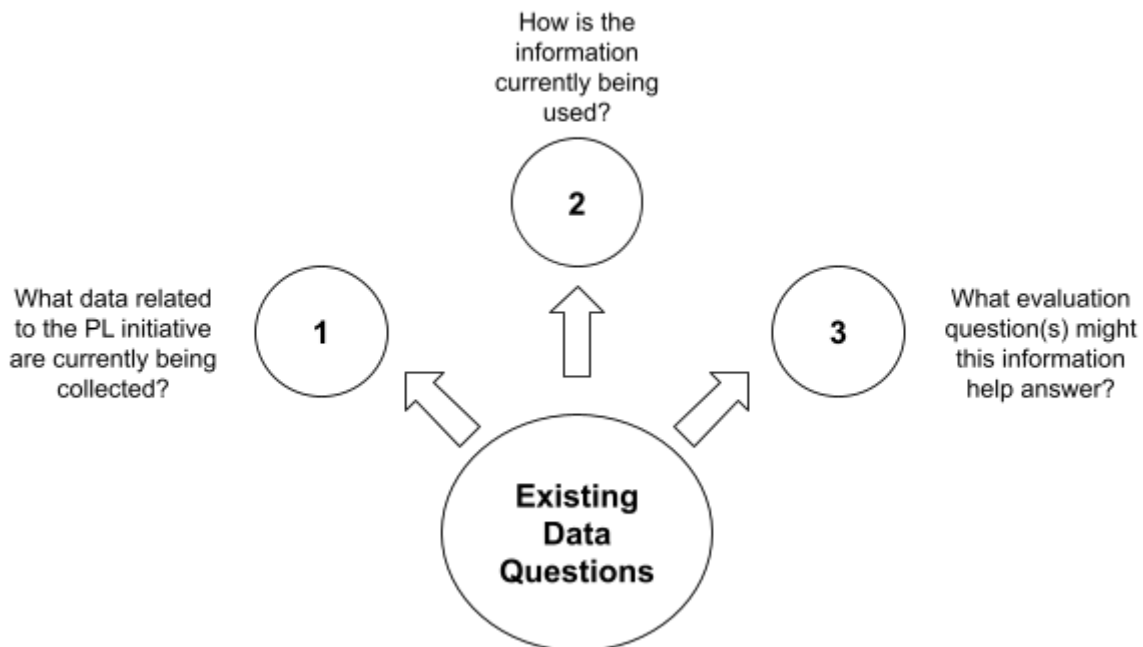 How is the
information
currently being
used?
2
What data related
to the PL initiative
are currently being
collected?
1
What evaluation
question(s) might
this information
help answer?
3
Existing
Data
Questions